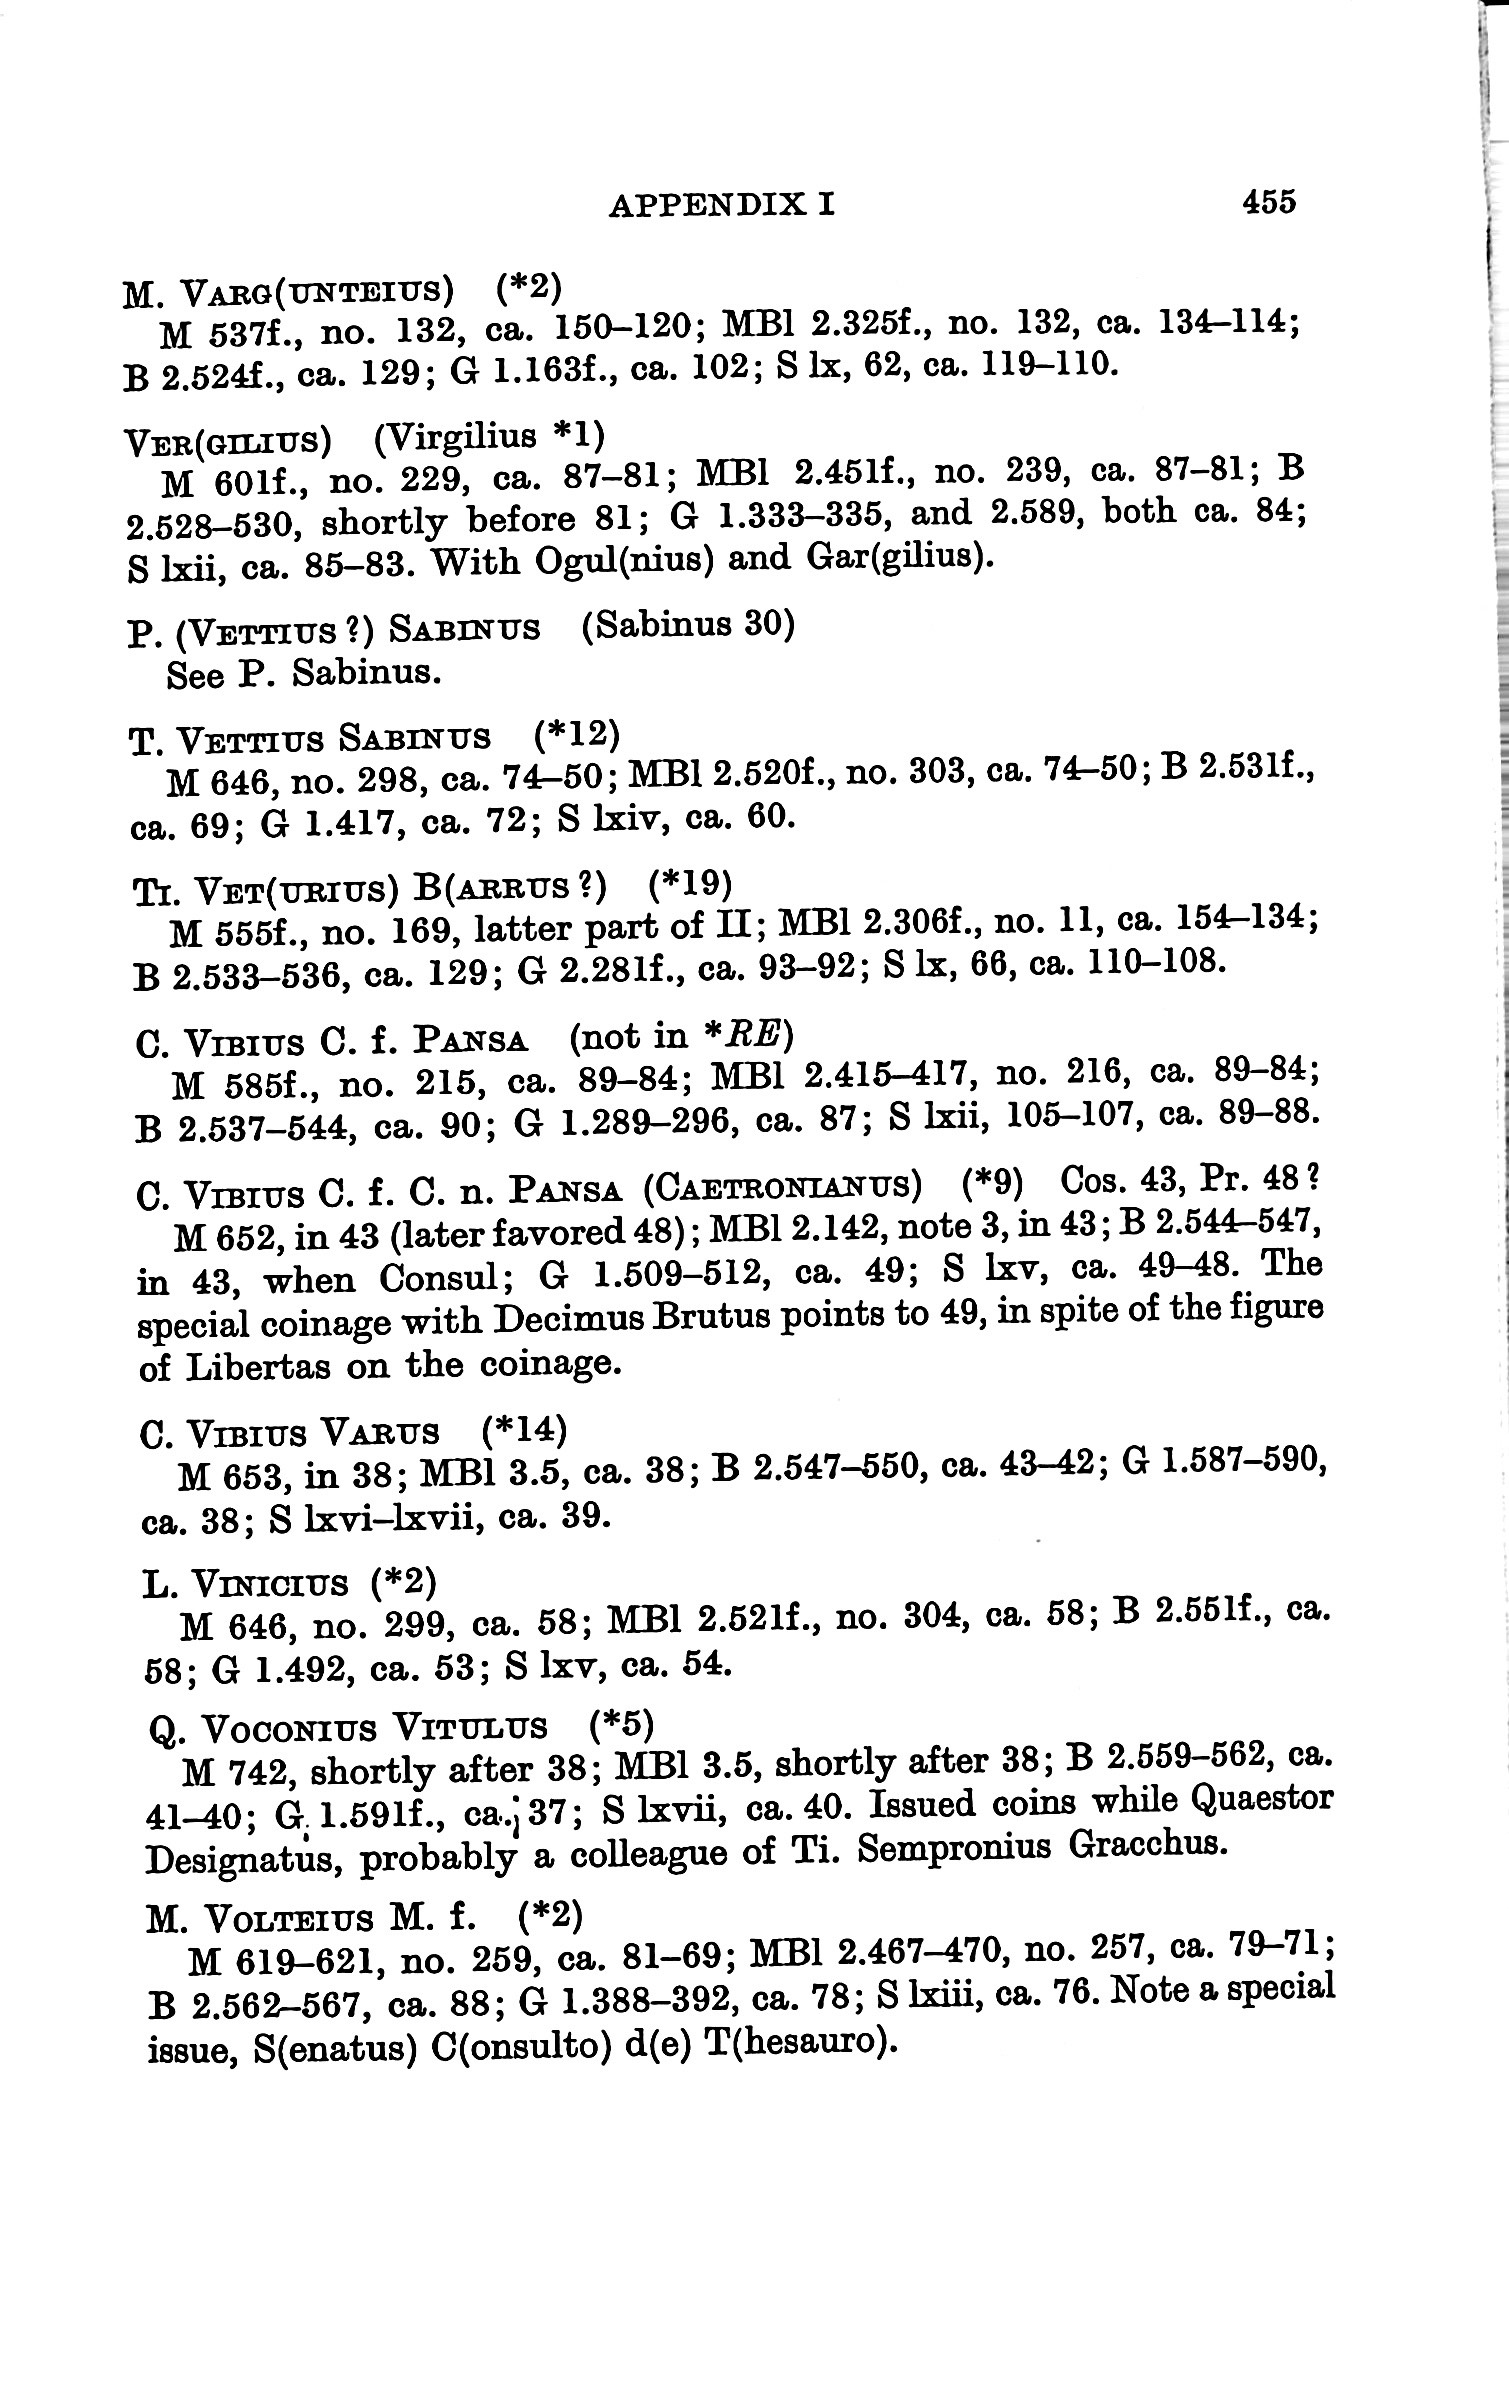 APPENDIX I 455
M. VARG(UNTEIUS) (*2)
M 537f., no. 132, ca. 150–120; MBl 2.325f., no. 132, ca. 134–114;
B 2.524f., ca. 129; G 1.163f., ca. 102; S lx, 62, ca. 119–110.
VER(GILIUS) (Virgilius *1)
M 601f., no. 229, ca. 87–81; MBl 2.451f., no. 239, ca. 87–81; B
2.528–530, shortly before 81; G 1.333–335, and 2.589, both ca. 84;
S lxii, ca. 85–83. With Ogul(nius) and Gar(gilius).
P. (VETTIUS?) SABINUS (Sabinus 30)
See P. Sabinus.
T. VETTIUS SABINUS (*12)
M 646, no. 298, ca. 74–50; MBl 2.520f., no. 303, ca. 74–50; B 2.531f.,
ca. 69; G 1.417, ca. 72; S lxiv, ca. 60.
TI. VET(URIUS) B(ARRUS?) (*19)
M 555f., no. 169, latter part of II; MBl 2.306f., no. 11, ca. 154–134;
B 2.533–536, ca. 129; G 2.281f., ca. 93–92; S lx, 66, ca. 110–108.
C. VIBIUS C. f. PANSA (not in *RE)
M 585f., no. 215, ca. 89–84; MBl 2.415–417, no. 216, ca. 89–84;
B 2.537–544, ca. 90; G 1.289–296, ca. 87; S lxii, 105–107, ca. 89–88.
C. VIBIUS C. f. C. n. PANSA (CAETRONIANUS) (*9) Cos. 43, Pr. 48?
M 652, in 43 (later favored 48); MBl 2.142, note 3, in 43; B 2.544–547,
in 43, when Consul; G 1.509–512, ca. 49; S lxv, ca. 49–48. The
special coinage with Decimus Brutus points to 49, in spite of the figure
of Libertas on the coinage.
C. VIBIUS VARUS (*14)
M 653, in 38; MBl 3.5, ca. 38; B 2.547–550, ca. 43–42; G 1.587–590,
ca. 38; S lxvi–lxvii, ca. 39.
L. VINICIUS (*2)
M 646, no. 299, ca. 58; MBl 2.521f., no. 304, ca. 58; B 2.551f., ca.
58; G 1.492, ca. 53; S lxv, ca. 54.
Q. VOCONIUS VITULUS (*5)
M 742, shortly after 38; MBl 3.5, shortly after 38; B 2.559–562, ca.
41–40; G 1.591f., ca. 37; S lxvii, ca. 40. Issued coins while Quaestor
Designatus, probably a colleague of Ti. Sempronius Gracchus.
M. VOLTEIUS M. f. (*2)
M 619–621, no. 259, ca. 81–69; MBl 2.467–470, no. 257, ca. 79–71;
B 2.562–567, ca. 88; G 1.388–392, ca. 78; S lxiii, ca. 76. Note a special
issue, S(enatus) C(onsulto) d(e) T(hesauro).